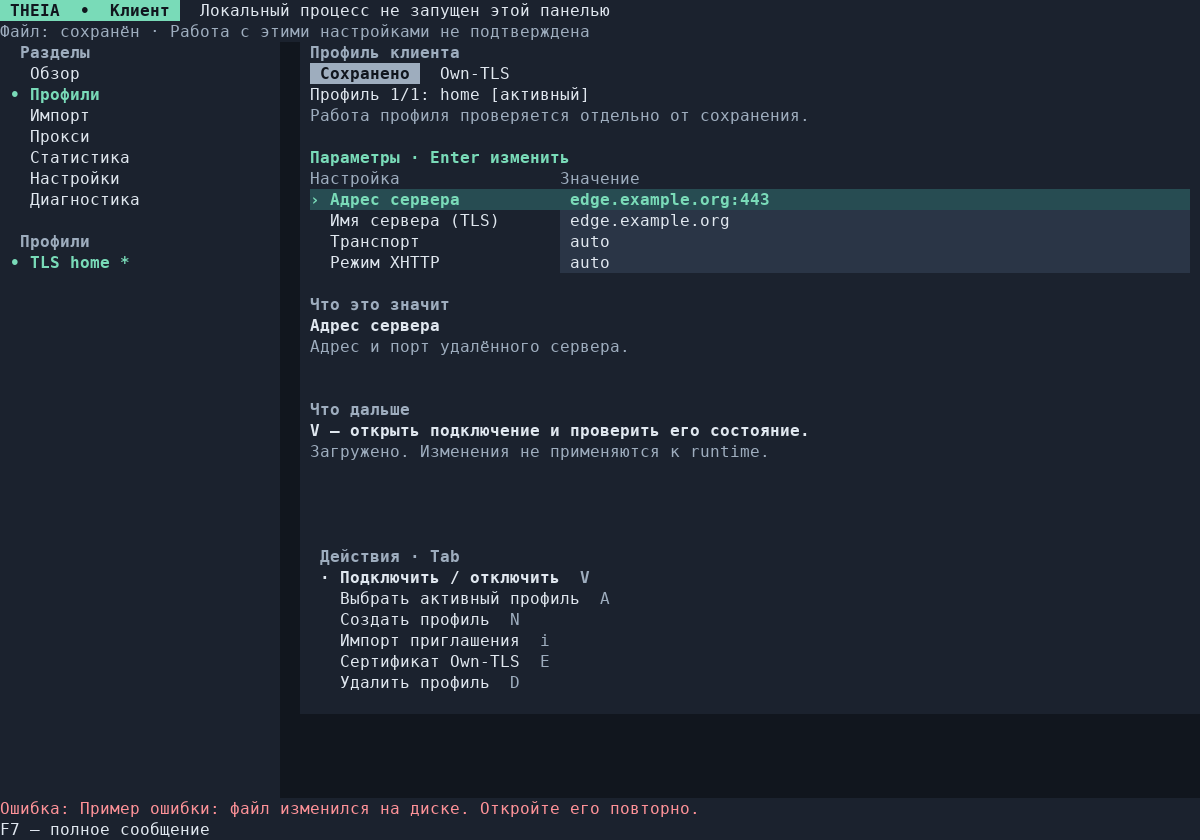 THEIA • Клиент Локальный процесс не запущен этой панелью
Файл: сохранён · Работа с этими настройками не подтверждена
Разделы
Обзор
• Профили
Импорт
Прокси
Статистика
Настройки
Диагностика
Профили
• TLS home *
Профиль клиента
Сохранено Own-TLS
Профиль 1/1: home [активный]
Работа профиля проверяется отдельно от сохранения.
Параметры · Enter изменить
Настройка Значение
› Адрес сервера edge.example.org:443
Имя сервера (TLS) edge.example.org
Транспорт auto
Режим XHTTP auto
Что это значит
Адрес сервера
Адрес и порт удалённого сервера.
Что дальше
V — открыть подключение и проверить его состояние.
Загружено. Изменения не применяются к runtime.
Действия · Tab
· Подключить / отключить V
Выбрать активный профиль A
Создать профиль N
Импорт приглашения i
Сертификат Own-TLS E
Удалить профиль D
Ошибка: Пример ошибки: файл изменился на диске. Откройте его повторно.
F7 — полное сообщение